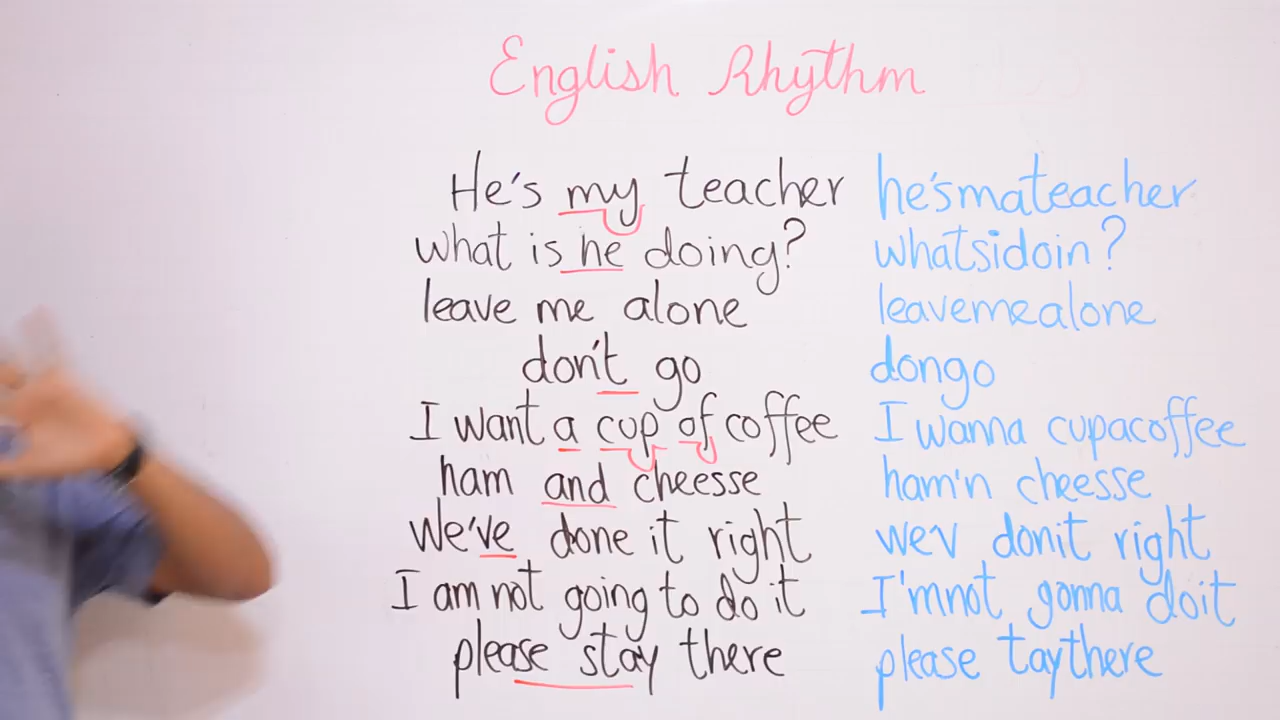 English Rhythm
He's my teacher he'smateacher
what is he doing? whatsidoin?
leave me alone leavemealone
don't go dongo
I want a cup of coffee I wanna cupacoffee
ham and cheesse ham'n cheesse
We've done it right wev donit right
I am not going to do it I'mnot gonna doit
please stay there please taythere